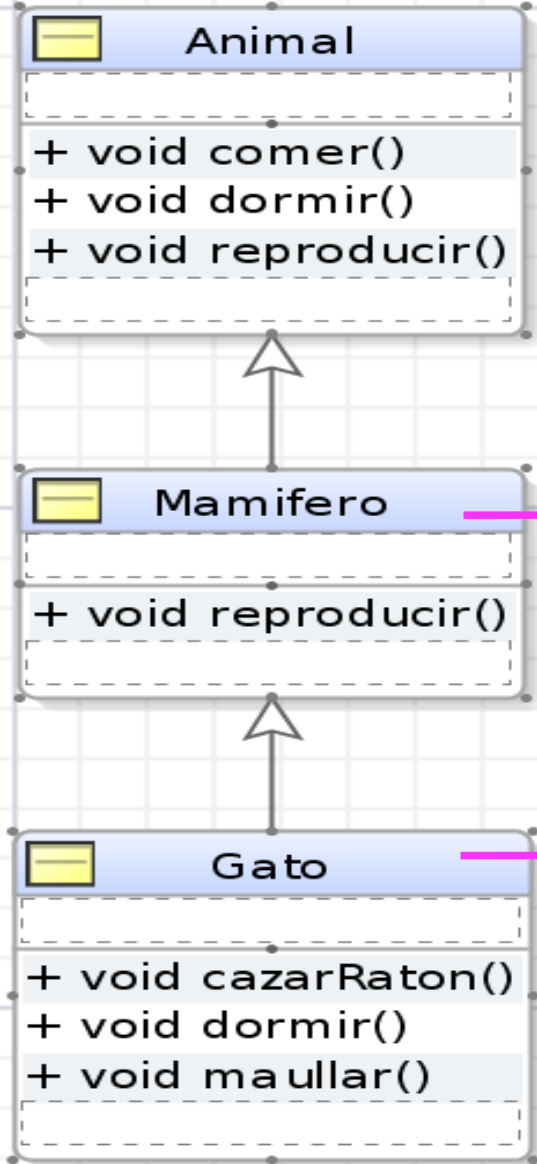 Animal
+ void comer()
+ void dormir()
+ void reproducir()
Mamifero
+ void reproducir()
Gato
+ void cazarRaton()
+ void dormir()
+ void maullar()